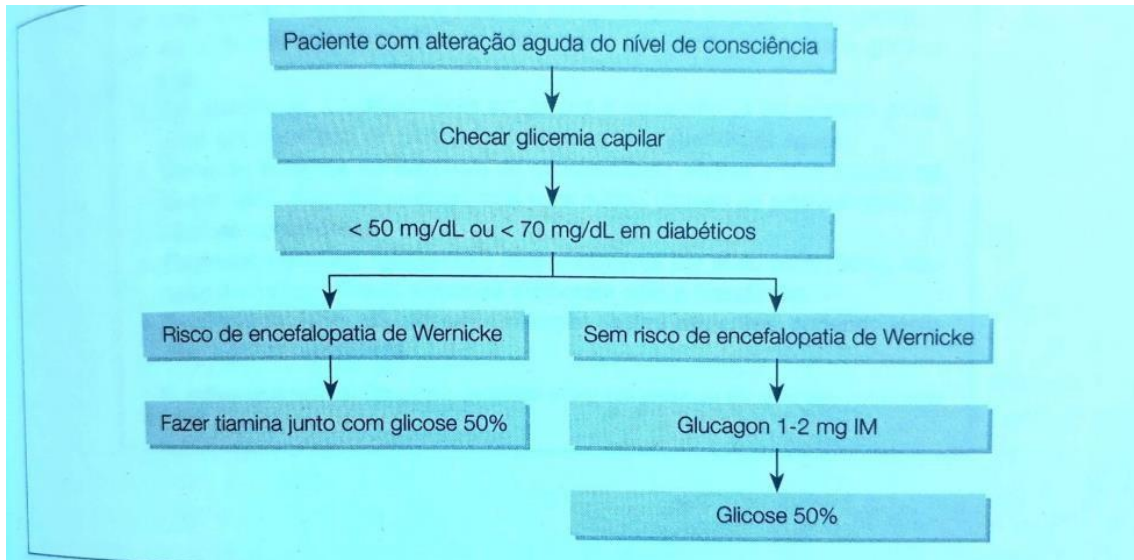 Paciente com alteração aguda do nível de consciência
Checar glicemia capilar
< 50 mg/dL ou < 70 mg/dL em diabéticos
Risco de encefalopatia de Wernicke
Sem risco de encefalopatia de Wernicke
Fazer tiamina junto com glicose 50%
Glucagon 1-2 mg IM
Glicose 50%